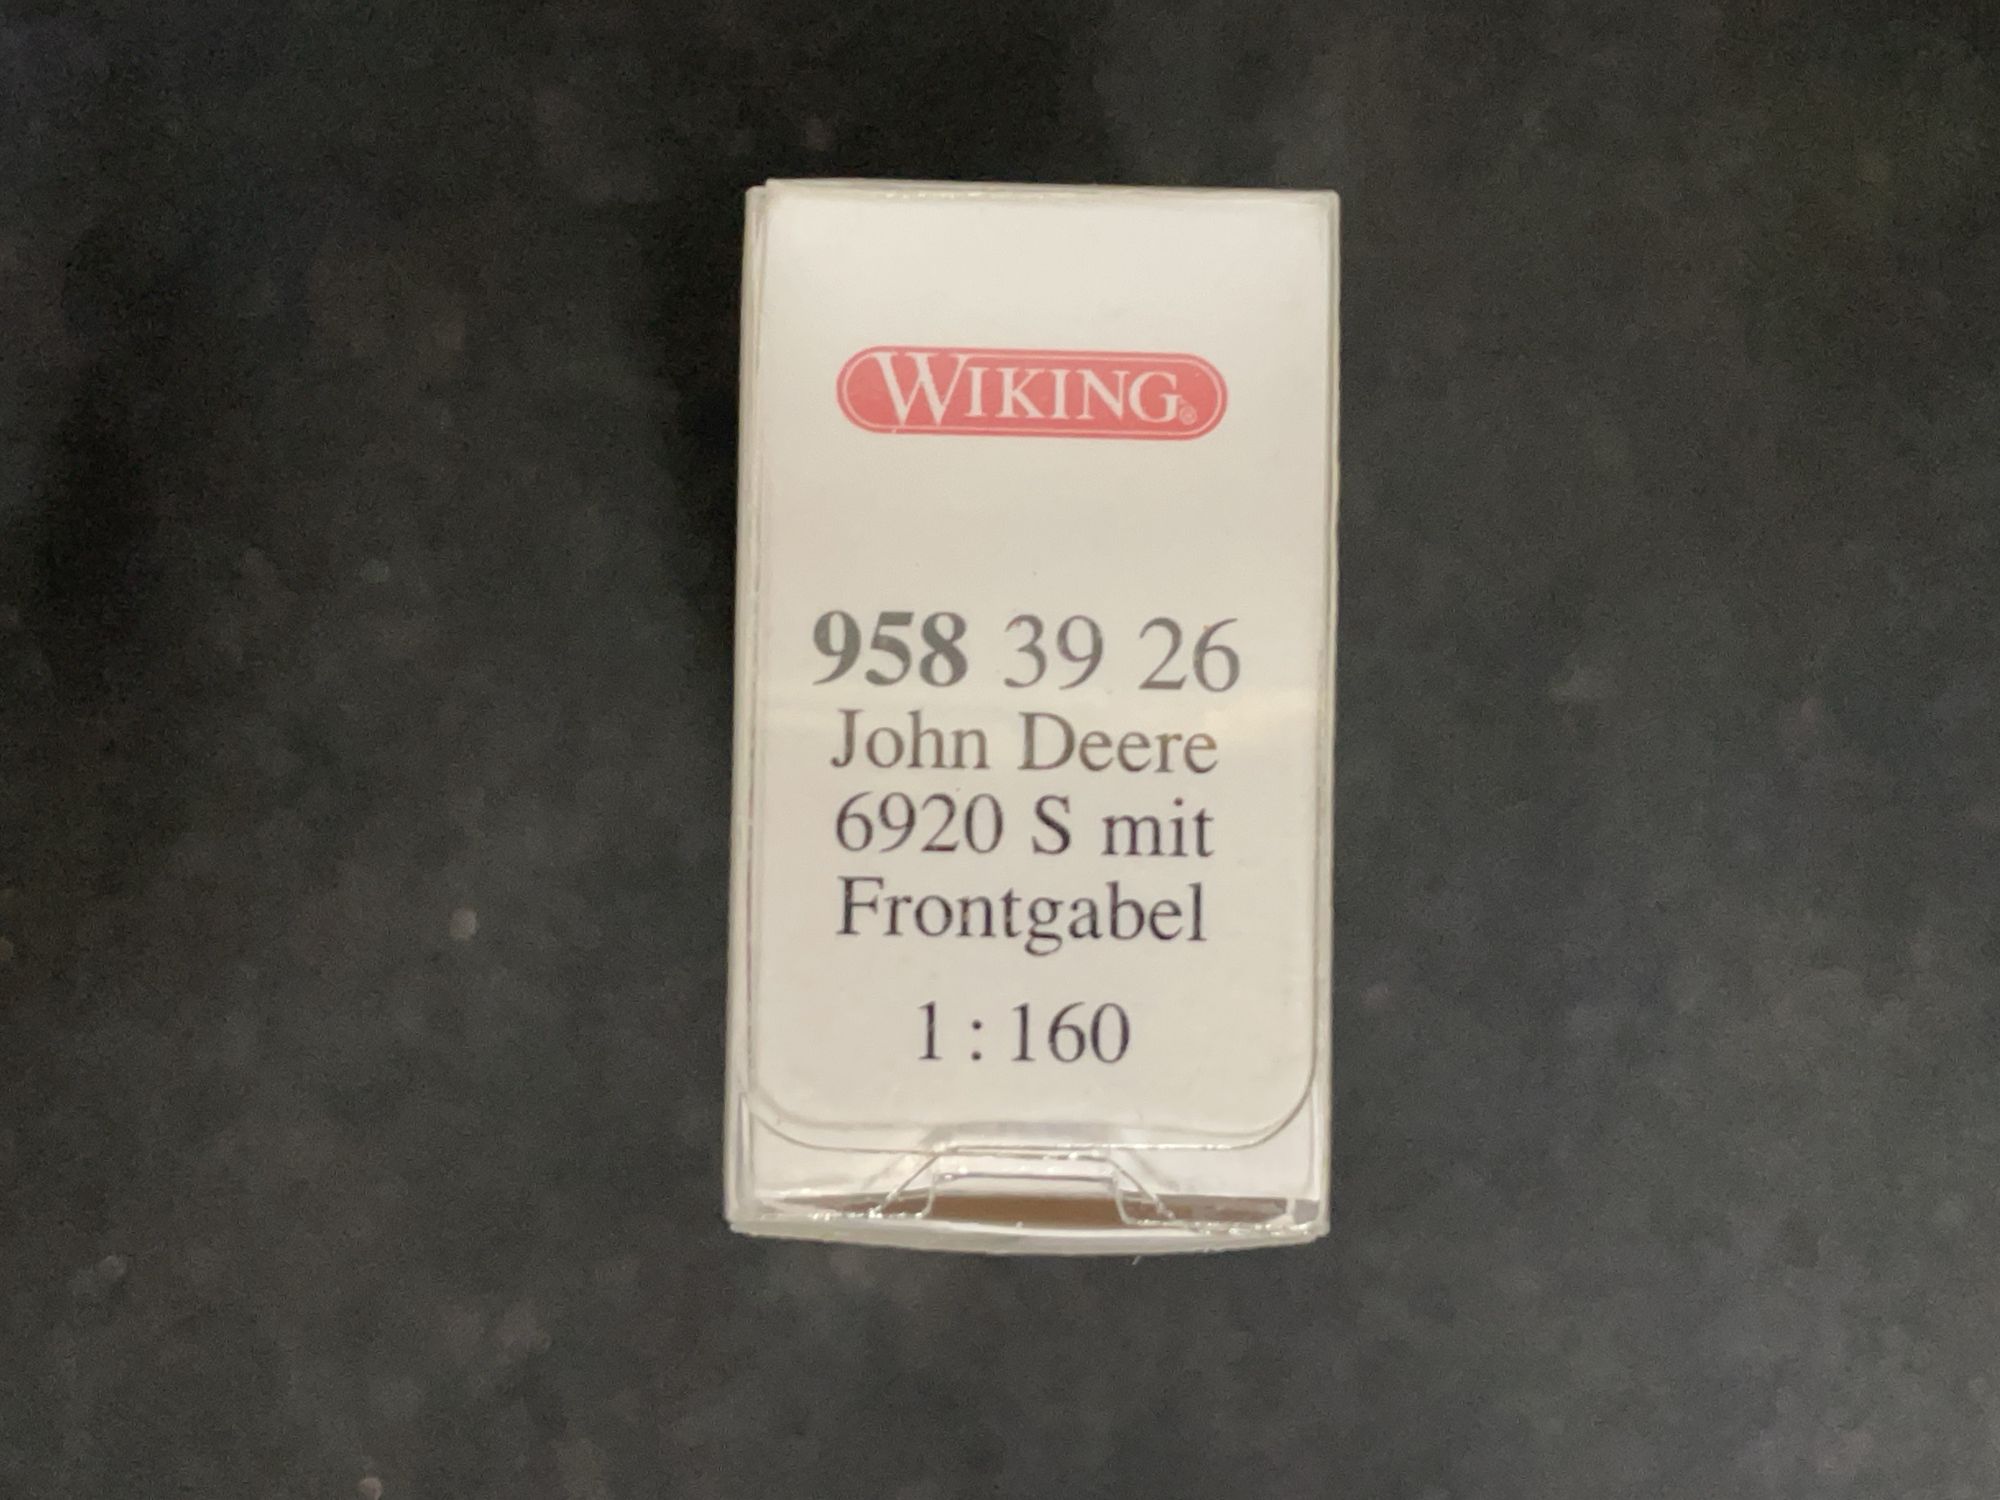 WIKING®
958 39 26
John Deere
6920 S mit
Frontgabel
1 : 160